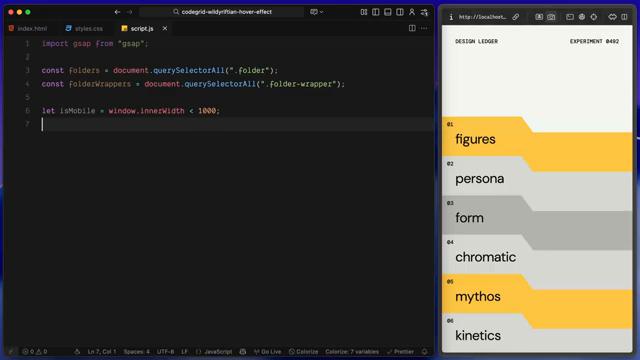 codegrid-wildyriftian-hover-effect
index.html
styles.css
script.js
http://localhost...
1 import gsap from "gsap";
2
3 const folders = document.querySelectorAll(".folder");
4 const folderWrappers = document.querySelectorAll(".folder-wrapper");
5
6 let isMobile = window.innerWidth < 1000;
7
DESIGN LEDGER
EXPERIMENT 0492
01
figures
02
persona
03
form
04
chromatic
05
mythos
06
kinetics
0 0
Ln 7, Col 1
Spaces: 4
UTF-8
LF
{} JavaScript
Go Live
Colorize
Colorize: 7 variables
Prettier